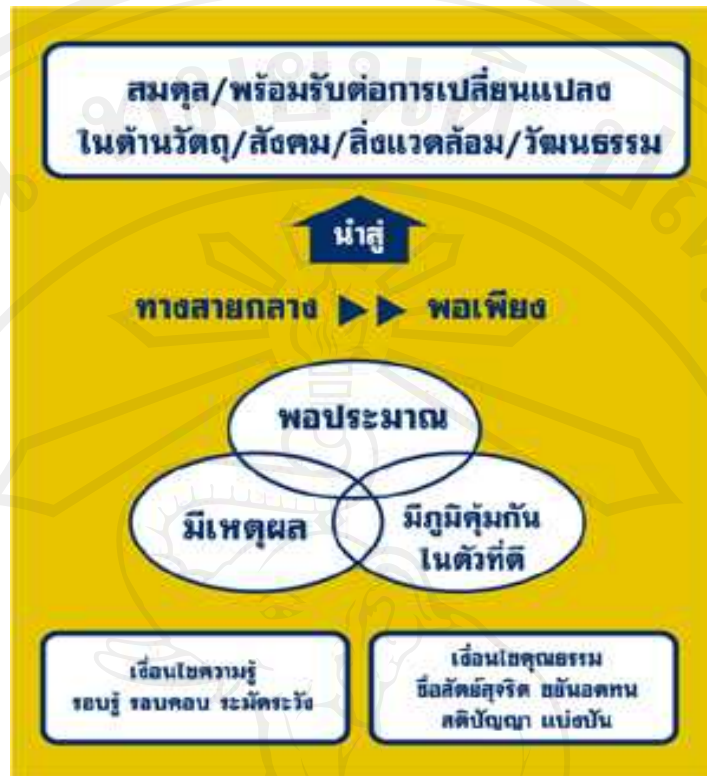 สมดุล/พร้อมรับต่อการเปลี่ยนแปลง
ในด้านวัตถุ/สังคม/สิ่งแวดล้อม/วัฒนธรรม
นำสู่
ทางสายกลาง ▶▶ พอเพียง
พอประมาณ
มีเหตุผล
มีภูมิคุ้มกัน
ในตัวที่ดี
เงื่อนไขความรู้
รอบรู้ รอบคอบ ระมัดระวัง
เงื่อนไขคุณธรรม
ซื่อสัตย์สุจริต ขยันอดทน
สติปัญญา แบ่งปัน